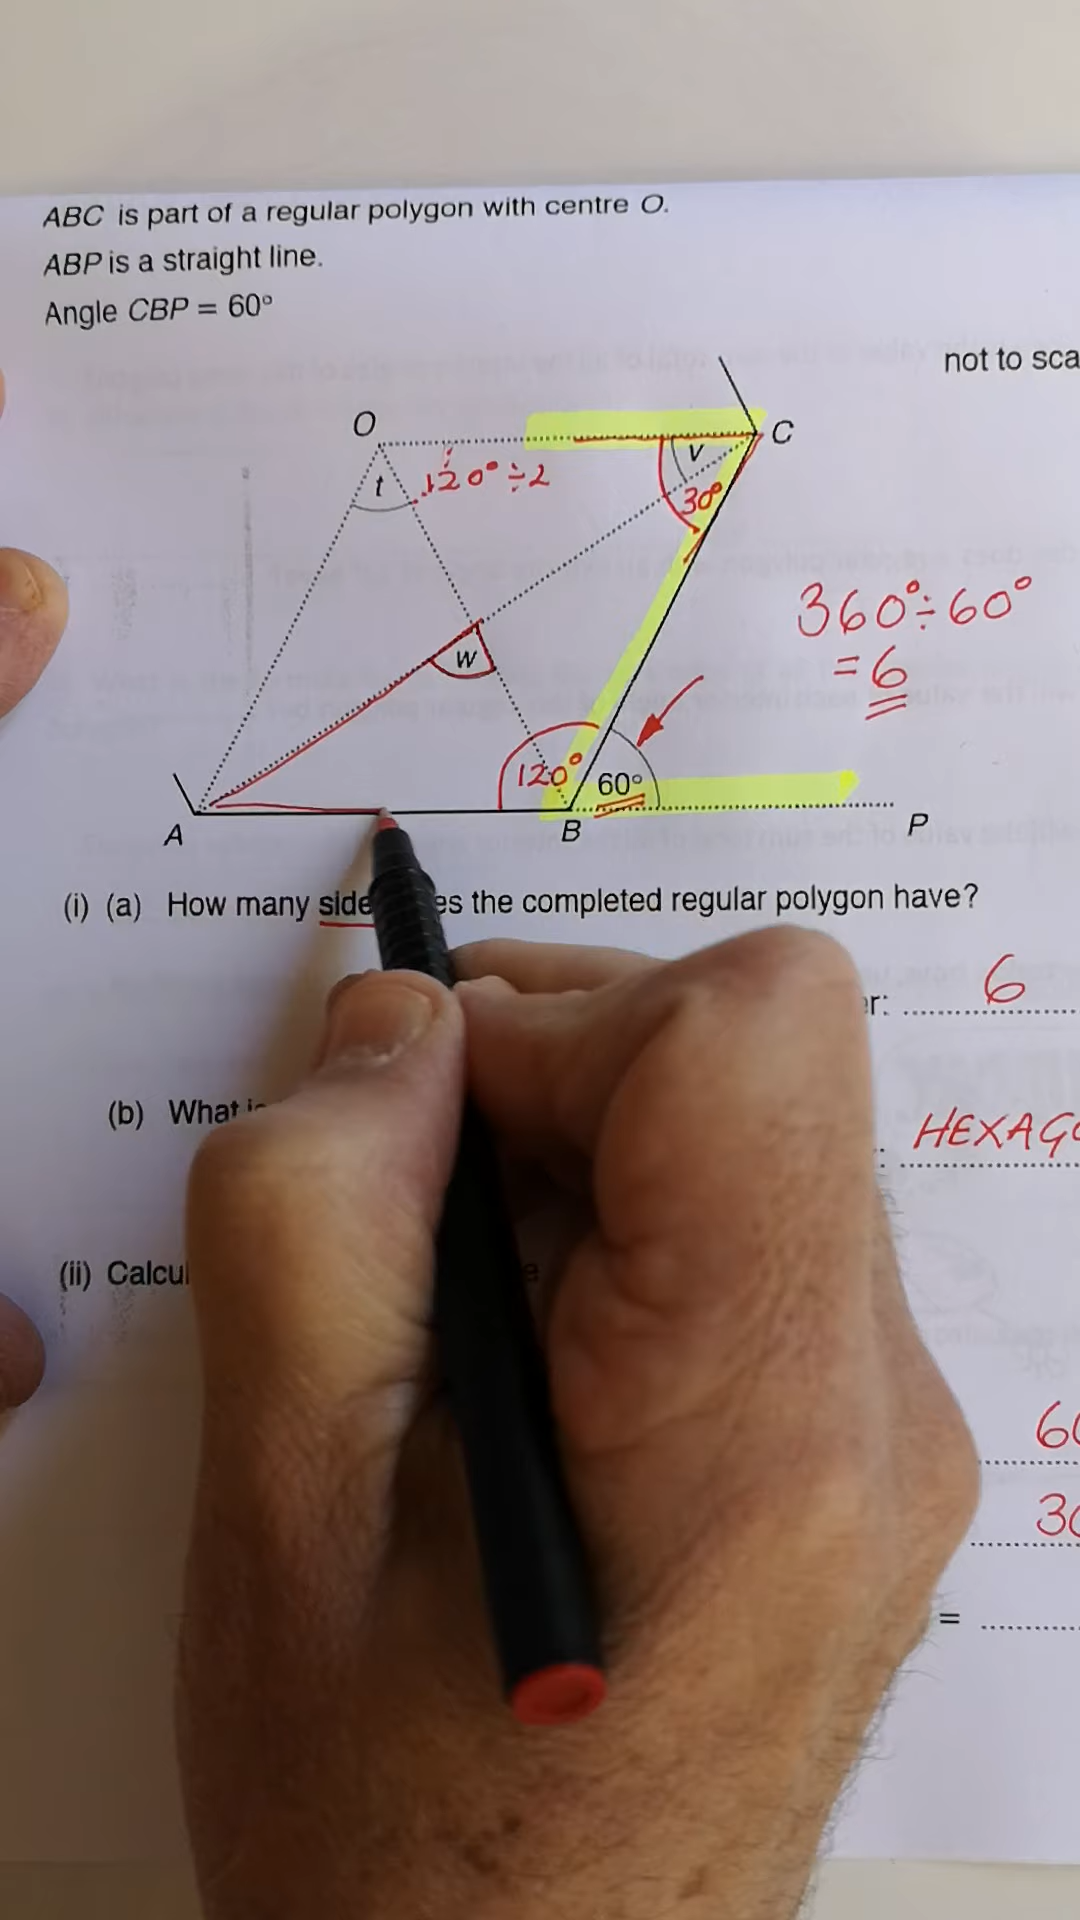 ABC is part of a regular polygon with centre O.
ABP is a straight line.
Angle CBP = 60°
not to sca
O
C
t
120° ÷ 2
v
30°
360° ÷ 60°
= 6
w
120°
60°
A
B
P
(i) (a) How many side es the completed regular polygon have?
r: 6
(b) What
: HEXAG
(ii) Calcul
6
3
=